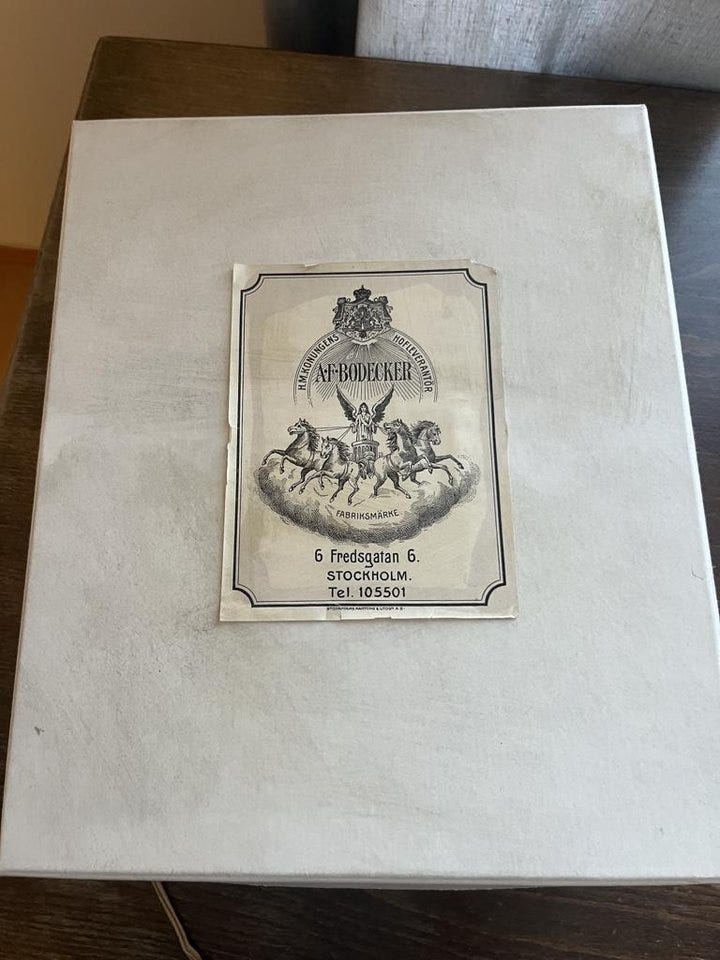 H.M.KONUNGENS HOFLEVERANTÖR
A·F·BODECKER
FABRIKSMÄRKE
6 Fredsgatan 6.
STOCKHOLM.
Tel. 105501